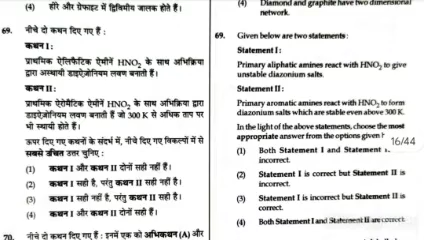 (4) हीरे और ग्रेफाइट में द्विविमीय जालक होते हैं।
69. नीचे दो कथन दिए गए हैं :
कथन I :
प्राथमिक ऐलिफैटिक ऐमीनें HNO₂ के साथ अभिक्रिया द्वारा अस्थायी डाइऐज़ोनियम लवण बनाती हैं।
कथन II :
प्राथमिक ऐरोमैटिक ऐमीनें HNO₂ के साथ अभिक्रिया द्वारा
डाइऐज़ोनियम लवण बनाती हैं जो 300 K से अधिक ताप पर
भी स्थायी होते हैं।
ऊपर दिए गए कथनों के संदर्भ में, नीचे दिए गए विकल्पों में से
सबसे उचित उत्तर चुनिए :
(1) कथन I और कथन II दोनों सही नहीं हैं।
(2) कथन I सही है, परंतु कथन II सही नहीं है।
(3) कथन I सही नहीं है, परंतु कथन II सही है।
(4) कथन I और कथन II दोनों सही हैं।
70. नीचे दो कथन दिए गए हैं : इनमें एक को अभिकथन (A) और
(4) Diamond and graphite have two dimensional
network.
69. Given below are two statements :
Statement I :
Primary aliphatic amines react with HNO₂ to give
unstable diazonium salts.
Statement II :
Primary aromatic amines react with HNO₂ to form
diazonium salts which are stable even above 300 K.
In the light of the above statements, choose the most
appropriate answer from the options given
16/44
(1) Both Statement I and Statement
incorrect.
(2) Statement I is correct but Statement II is
incorrect.
(3) Statement I is incorrect but Statement II is
correct.
(4) Both Statement I and Statement II are correct.